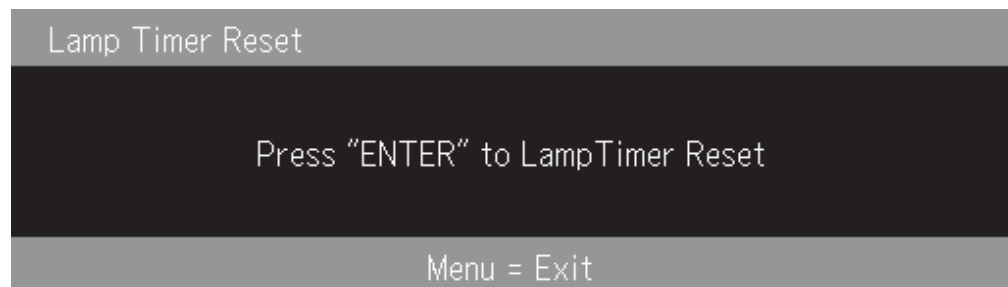 Lamp Timer Reset
Press "ENTER" to LampTimer Reset
Menu = Exit